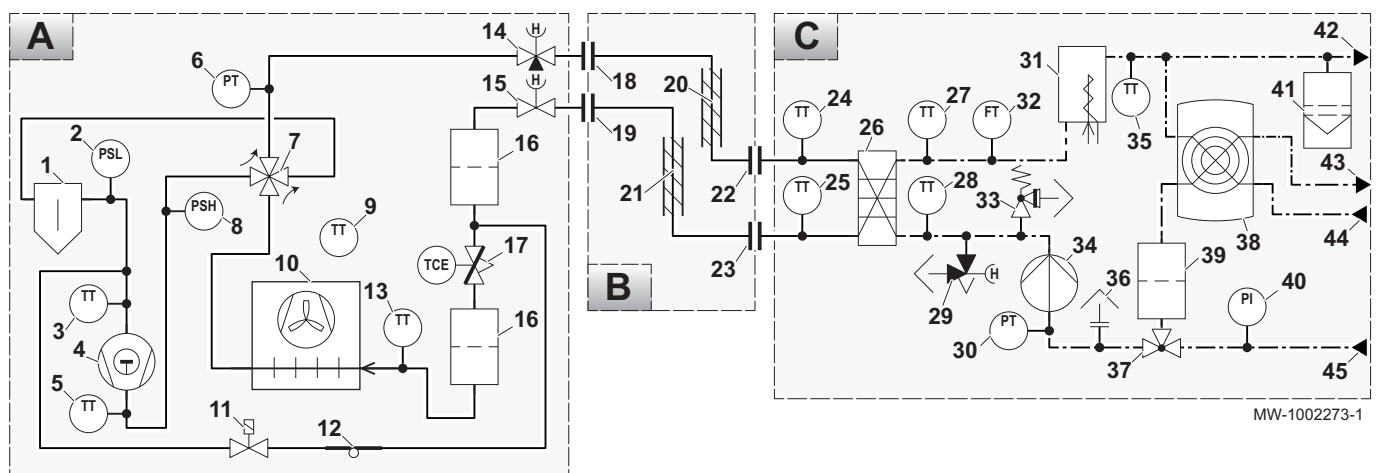 A
B
C
1
2
PSL
3
TT
4
T
5
TT
6
PT
7
PSH
8
9
TT
10
11
12
13
TT
14
H
15
H
16
17
TCE
16
18
19
20
21
22
23
24
TT
25
TT
26
27
TT
28
TT
29
H
30
PT
31
32
FT
33
34
35
TT
36
37
38
39
40
PI
41
42
43
44
45
MW-1002273-1